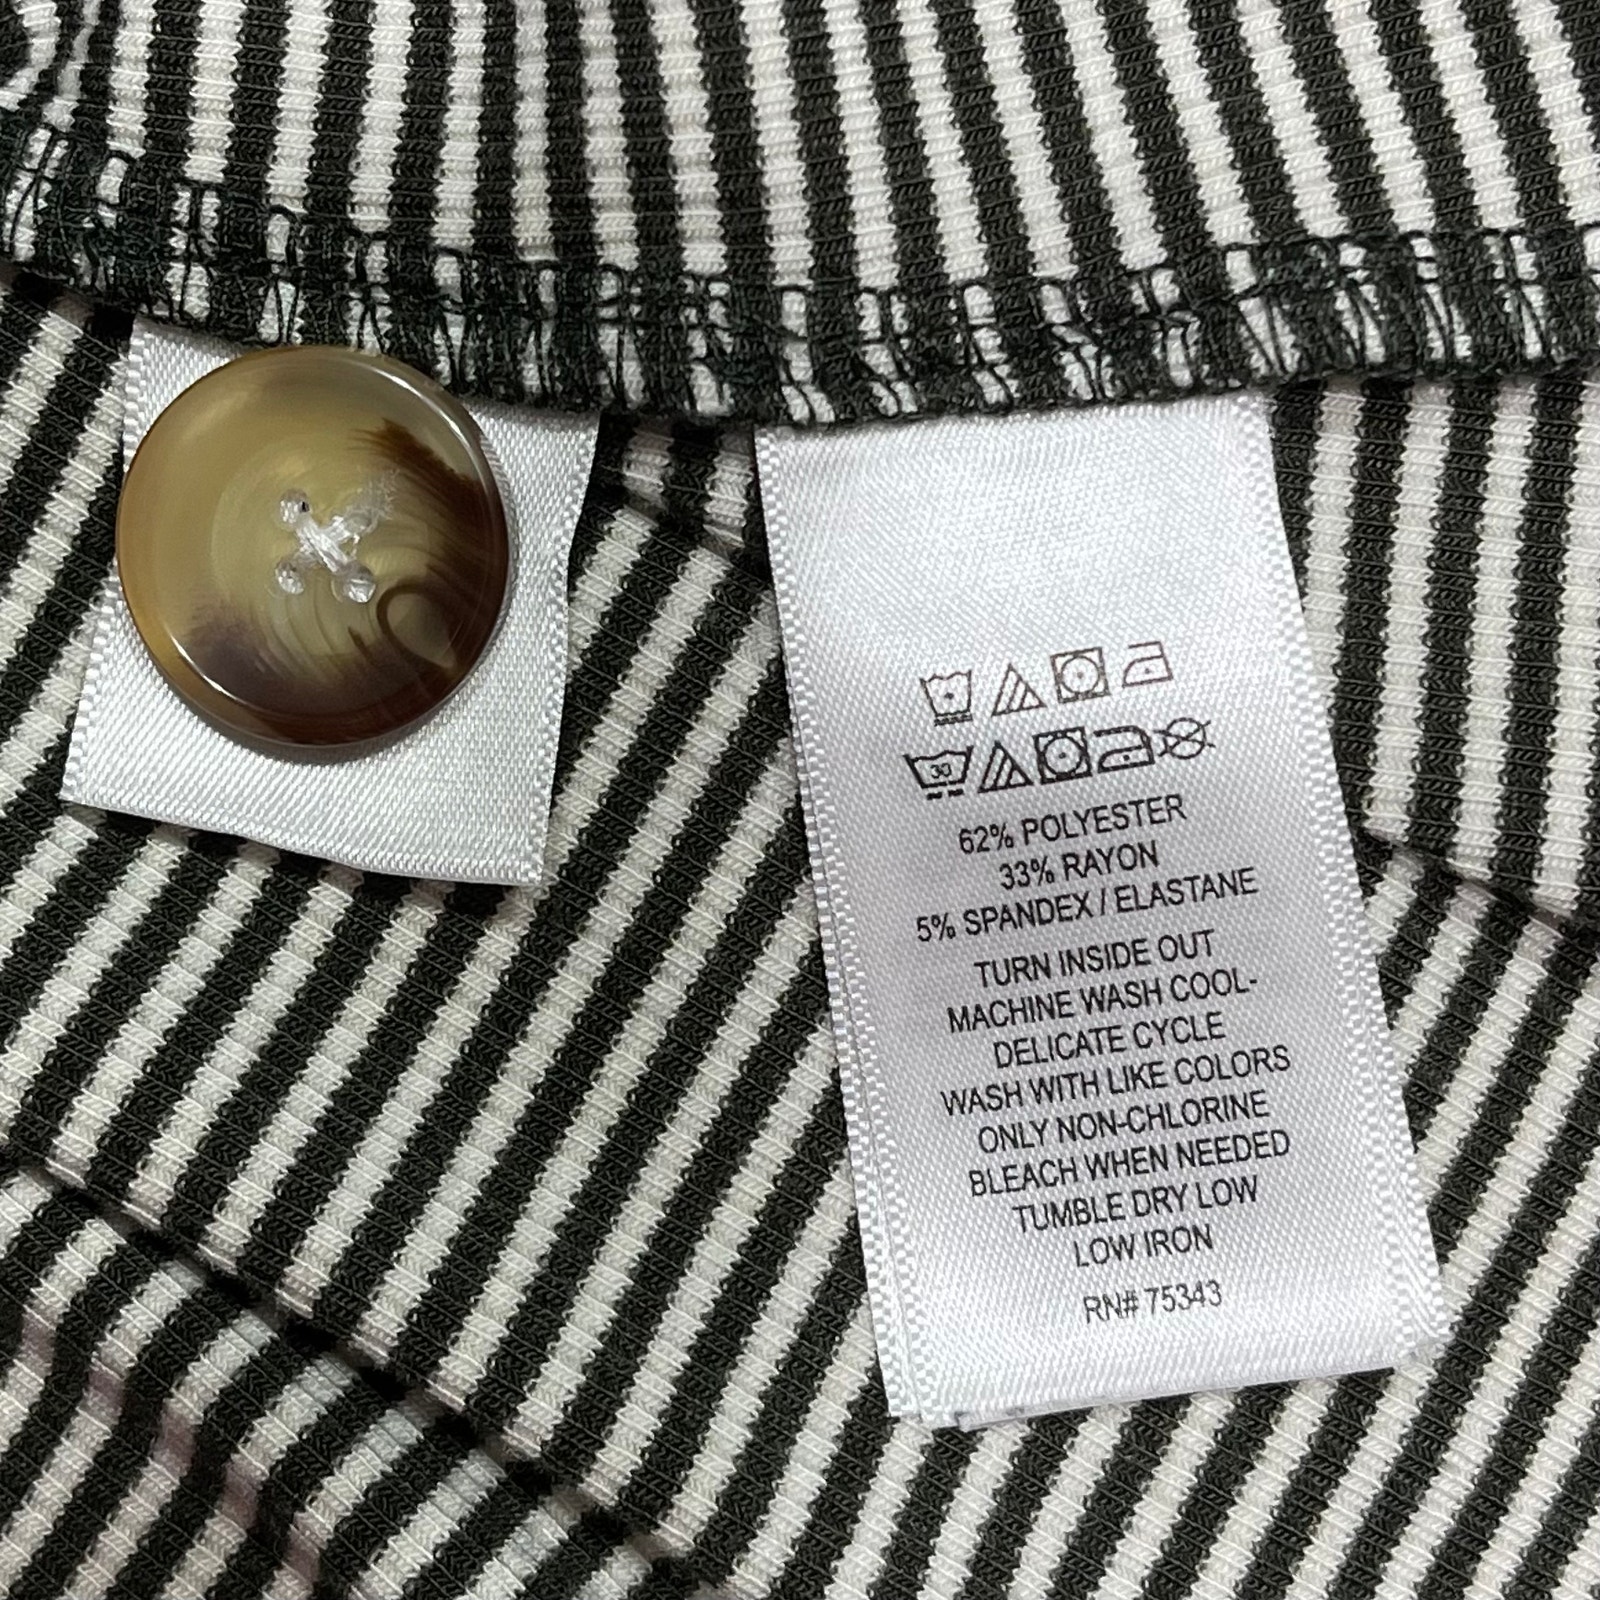 30
62% POLYESTER
33% RAYON
5% SPANDEX / ELASTANE
TURN INSIDE OUT
MACHINE WASH COOL-
DELICATE CYCLE
WASH WITH LIKE COLORS
ONLY NON-CHLORINE
BLEACH WHEN NEEDED
TUMBLE DRY LOW
LOW IRON
RN# 75343